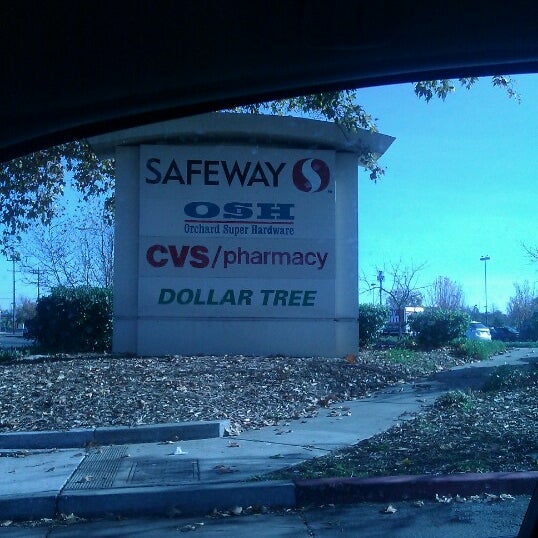 SAFEWAY
OSH
Orchard Super Hardware
CVS/pharmacy
DOLLAR TREE